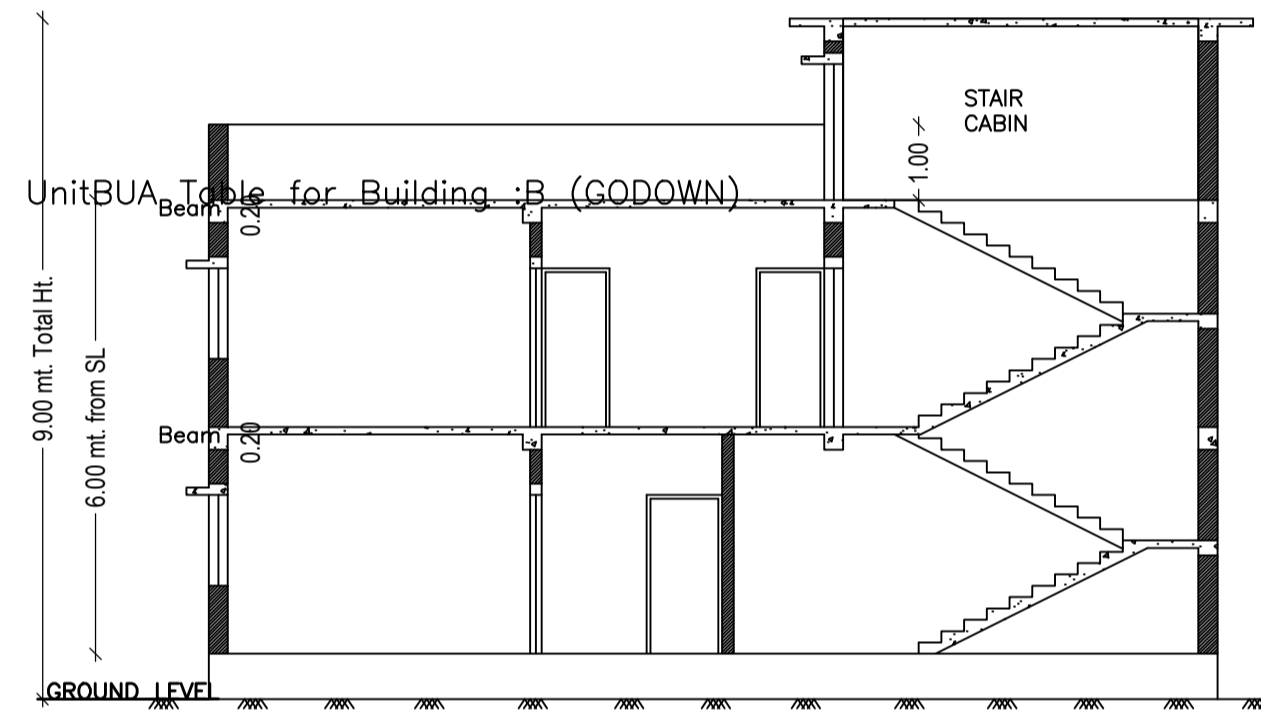 STAIR
CABIN
1.00
UnitBUA Table for Building :B (GODOWN)
Beam
0.20
9.00 mt. Total Ht.
6.00 mt. from SL
Beam
0.20
GROUND LEVEL